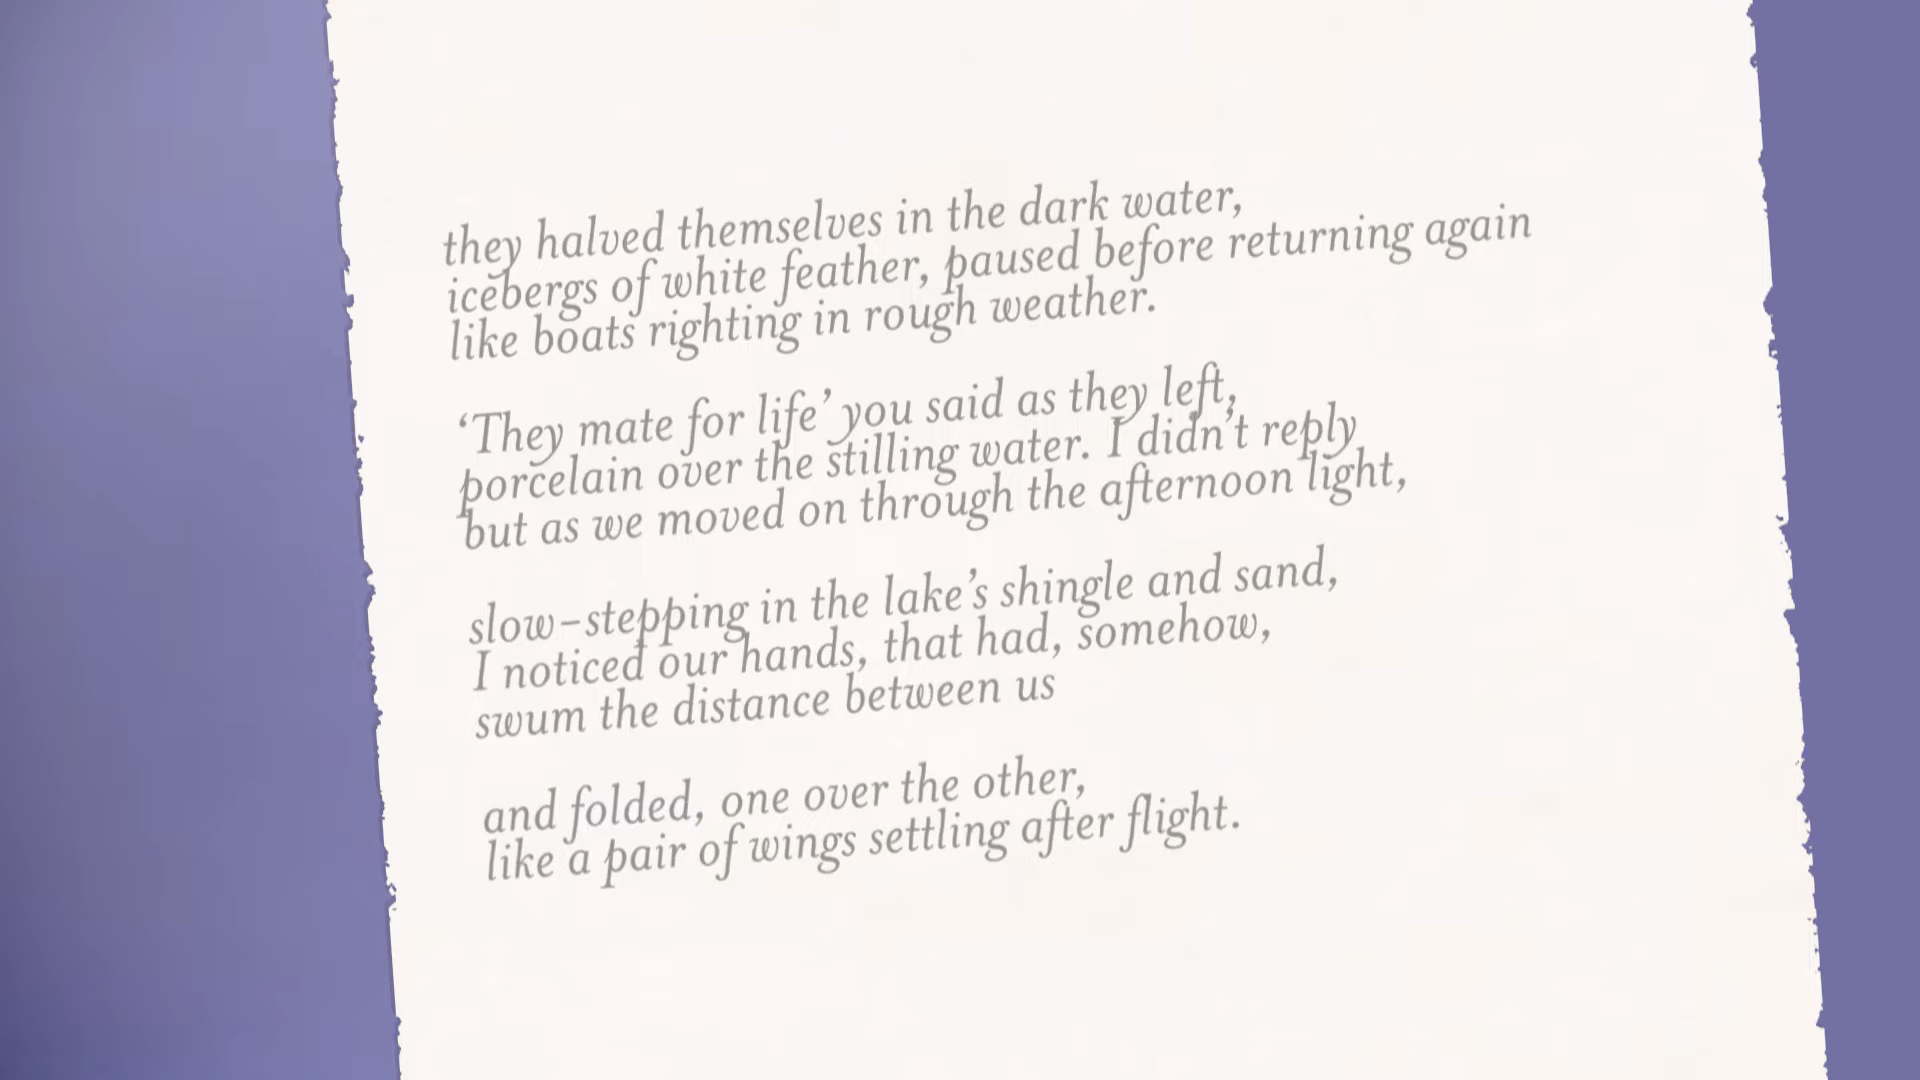 they halved themselves in the dark water,
icebergs of white feather, paused before returning again
like boats righting in rough weather.
‘They mate for life’ you said as they left,
porcelain over the stilling water. I didn’t reply
but as we moved on through the afternoon light,
slow-stepping in the lake’s shingle and sand,
I noticed our hands, that had, somehow,
swum the distance between us
and folded, one over the other,
like a pair of wings settling after flight.